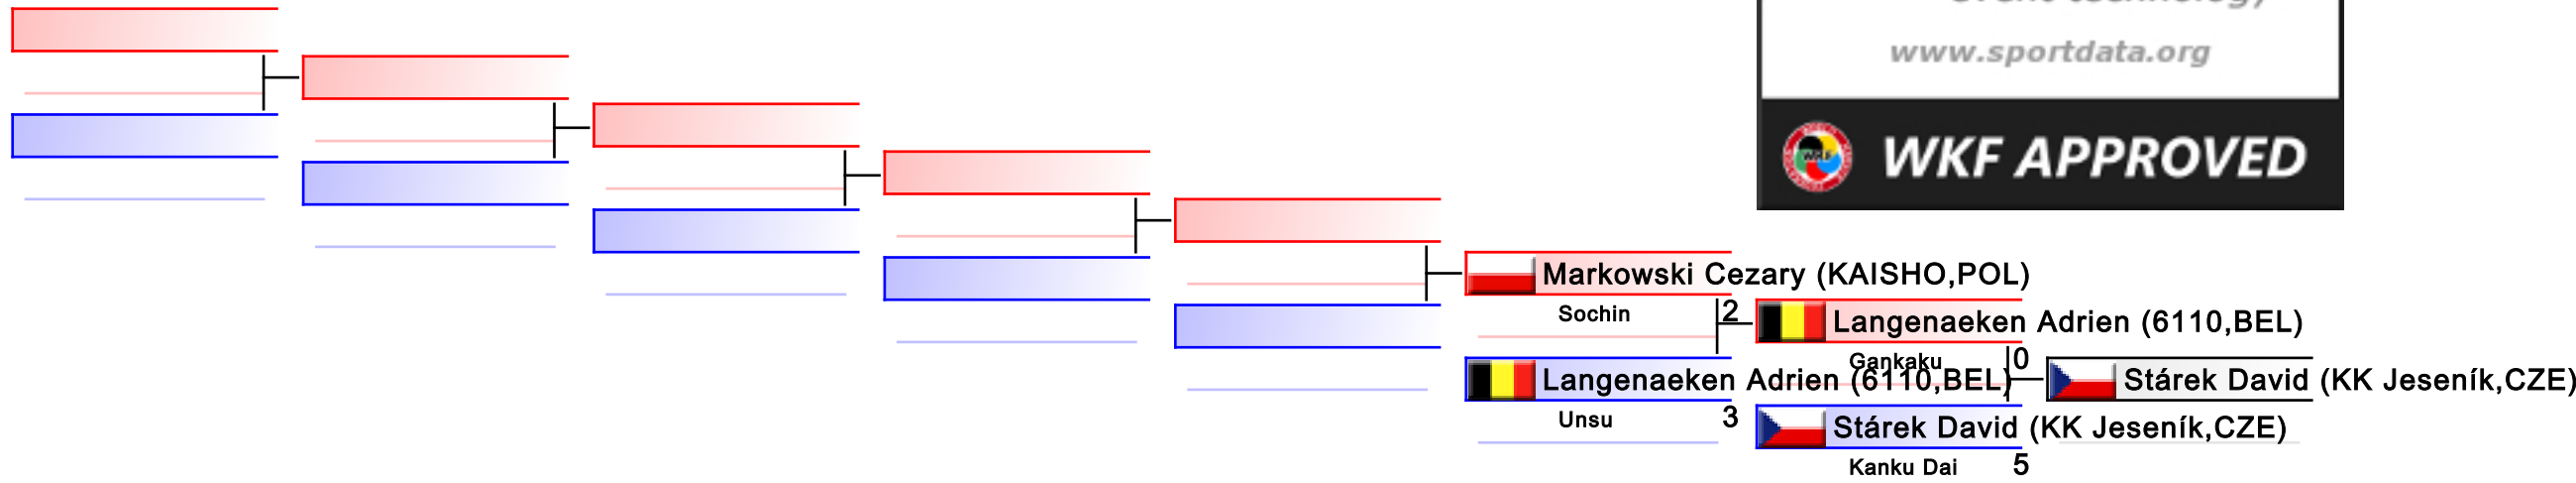 www.sportdata.org
WKF APPROVED
Markowski Cezary (KAISHO,POL)
Sochin
2
Langenaeken Adrien (6110,BEL)
Gankaku
0
Langenaeken Adrien (6110,BEL)
Stárek David (KK Jeseník,CZE)
Unsu
3
Stárek David (KK Jeseník,CZE)
Kanku Dai
5